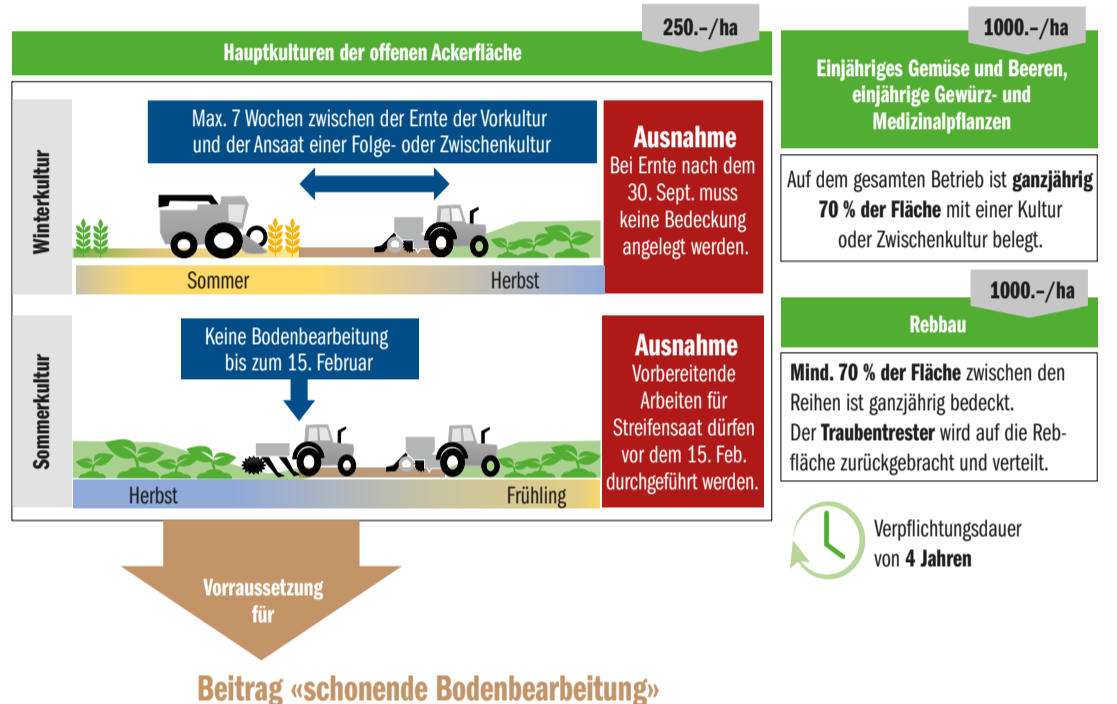 250.–/ha
Hauptkulturen der offenen Ackerfläche
Winterkultur
Max. 7 Wochen zwischen der Ernte der Vorkultur
und der Ansaat einer Folge- oder Zwischenkultur
Sommer
Herbst
Ausnahme
Bei Ernte nach dem
30. Sept. muss
keine Bedeckung
angelegt werden.
Sommerkultur
Keine Bodenbearbeitung
bis zum 15. Februar
Herbst
Frühling
Ausnahme
Vorbereitende
Arbeiten für
Streifensaat dürfen
vor dem 15. Feb.
durchgeführt werden.
Vorraussetzung
für
Beitrag «schonende Bodenbearbeitung»
1000.–/ha
Einjähriges Gemüse und Beeren,
einjährige Gewürz- und
Medizinalpflanzen
Auf dem gesamten Betrieb ist ganzjährig
70 % der Fläche mit einer Kultur
oder Zwischenkultur belegt.
1000.–/ha
Rebbau
Mind. 70 % der Fläche zwischen den
Reihen ist ganzjährig bedeckt.
Der Traubentrester wird auf die Reb-
fläche zurückgebracht und verteilt.
Verpflichtungsdauer
von 4 Jahren